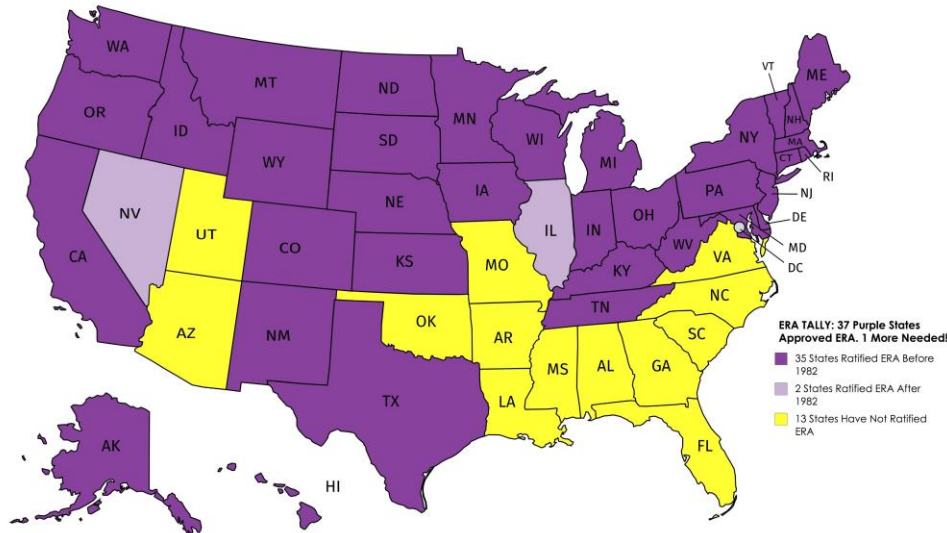 WA
MT
ND
MN
VT
ME
OR
ID
SD
WI
MI
NY
NH
MA
CT
RI
WY
IA
PA
NJ
NE
NV
UT
CO
IL
IN
OH
DE
MD
DC
CA
KS
MO
WV
VA
KY
NC
TN
AZ
NM
OK
AR
SC
MS
AL
GA
TX
LA
FL
AK
HI
ERA TALLY: 37 Purple States
Approved ERA. 1 More Needed!
35 States Ratified ERA Before
1982
2 States Ratified ERA After
1982
13 States Have Not Ratified
ERA